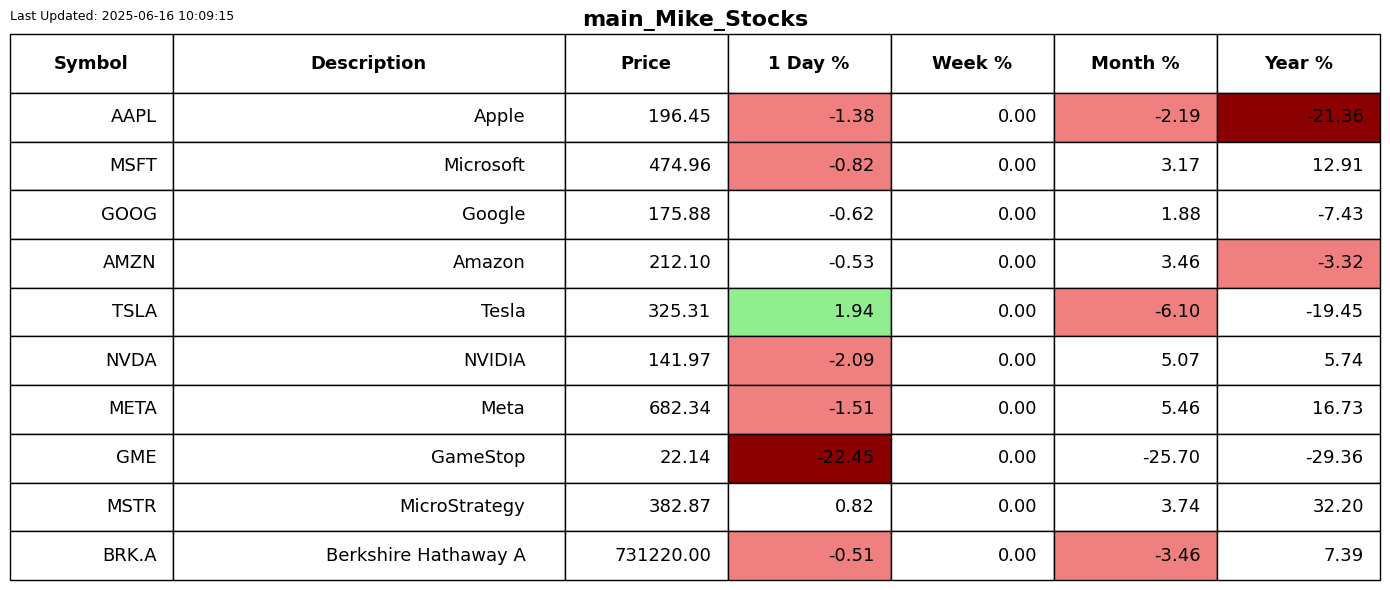 Last Updated: 2025-06-16 10:09:15
main_Mike_Stocks
Symbol Description Price 1 Day % Week % Month % Year %
AAPL Apple 196.45 -1.38 0.00 -2.19 -21.36
MSFT Microsoft 474.96 -0.82 0.00 3.17 12.91
GOOG Google 175.88 -0.62 0.00 1.88 -7.43
AMZN Amazon 212.10 -0.53 0.00 3.46 -3.32
TSLA Tesla 325.31 1.94 0.00 -6.10 -19.45
NVDA NVIDIA 141.97 -2.09 0.00 5.07 5.74
META Meta 682.34 -1.51 0.00 5.46 16.73
GME GameStop 22.14 -22.45 0.00 -25.70 -29.36
MSTR MicroStrategy 382.87 0.82 0.00 3.74 32.20
BRK.A Berkshire Hathaway A 731220.00 -0.51 0.00 -3.46 7.39